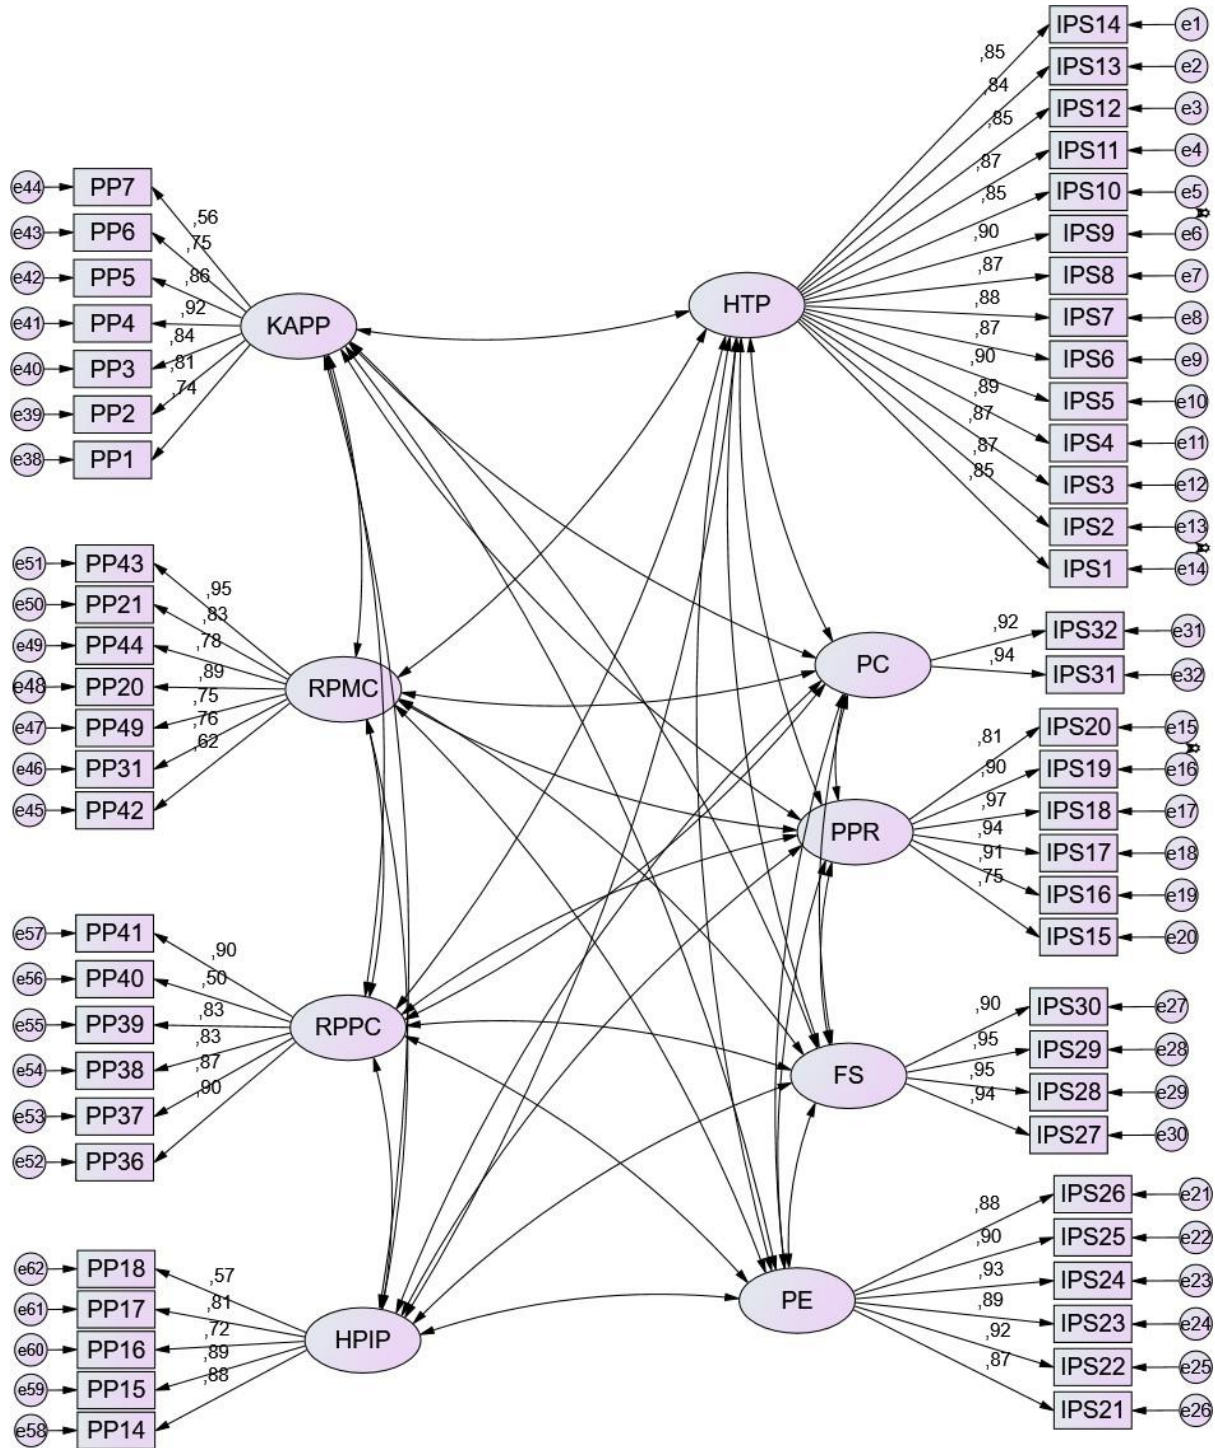 IPS14 e1
,85
IPS13 e2
,84
IPS12 e3
,85
IPS11 e4
,87
IPS10 e5
,85
IPS9 e6
,90
IPS8 e7
,87
IPS7 e8
,88
IPS6 e9
,87
IPS5 e10
,90
IPS4 e11
,89
IPS3 e12
,87
IPS2 e13
,87
IPS1 e14
,85
HTP
e44 PP7
,56
e43 PP6
,75
e42 PP5
,86
e41 PP4
,92
e40 PP3
,84
e39 PP2
,81
e38 PP1
,74
KAPP
e51 PP43
,95
e50 PP21
,83
e49 PP44
,78
e48 PP20
,89
e47 PP49
,75
e46 PP31
,76
e45 PP42
,62
RPMC
PC
,92
IPS32 e31
,94
IPS31 e32
PPR
,81
IPS20 e15
,90
IPS19 e16
,97
IPS18 e17
,94
IPS17 e18
,91
IPS16 e19
,75
IPS15 e20
e57 PP41
,90
e56 PP40
,50
e55 PP39
,83
e54 PP38
,83
e53 PP37
,87
e52 PP36
,90
RPPC
FS
,90
IPS30 e27
,95
IPS29 e28
,95
IPS28 e29
,94
IPS27 e30
e62 PP18
,57
e61 PP17
,81
e60 PP16
,72
e59 PP15
,89
e58 PP14
,88
HPIP
PE
,88
IPS26 e21
,90
IPS25 e22
,93
IPS24 e23
,89
IPS23 e24
,92
IPS22 e25
,87
IPS21 e26